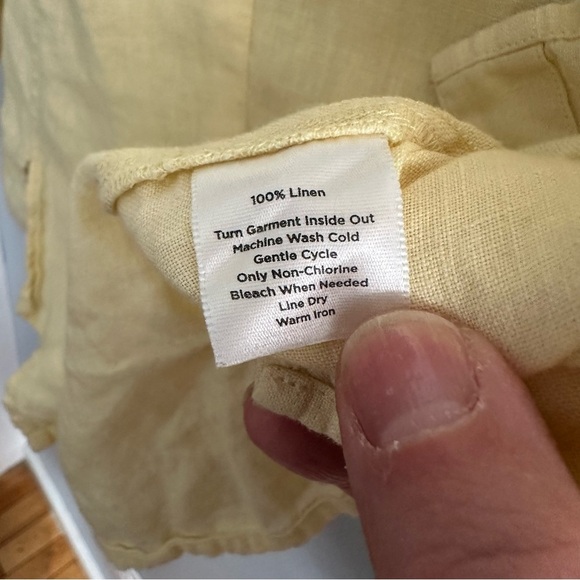 100% Linen
Turn Garment Inside Out
Machine Wash Cold
Gentle Cycle
Only Non-Chlorine
Bleach When Needed
Line Dry
Warm Iron